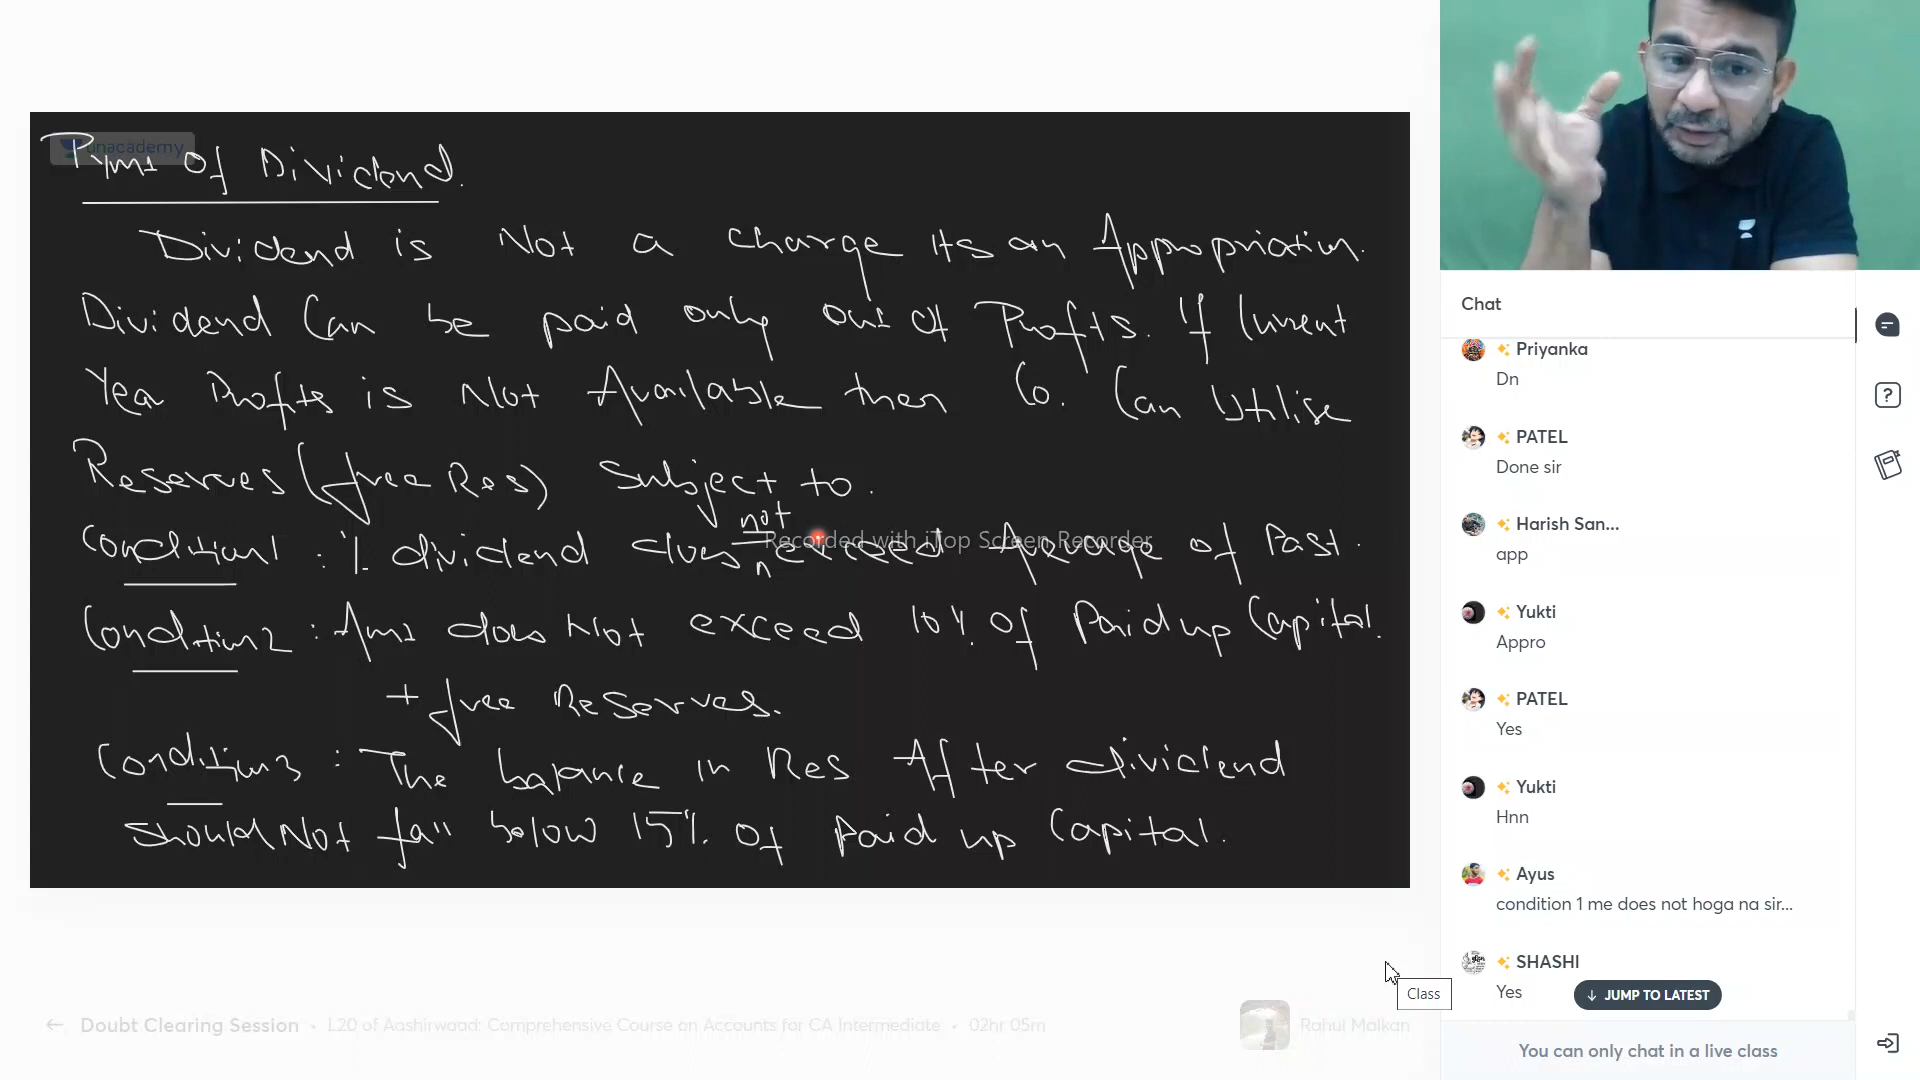 unacademy
Pymt Of Dividend.
Dividend is Not a charge Its an Appropriation.
Dividend Can be paid only out of Profits. If Current
Year Profits is Not Available then Co. Can Utilise
Reserves (free Res) Subject to.
not
Condition1 : % dividend does exceed Average of Past.
Condition2 : Amt does Not exceed 10% Of Paid up Capital.
+ free Reserves.
Condition3 : The balance in Res After dividend
Should Not fall below 15% Of Paid up Capital.
Recorded with iTop Screen Recorder
Class
Doubt Clearing Session • L20 of Aashirwaad: Comprehensive Course on Accounts for CA Intermediate • 02hr 05m
Rahul Malkan
Chat
Priyanka
Dn
PATEL
Done sir
Harish San...
app
Yukti
Appro
PATEL
Yes
Yukti
Hnn
Ayus
condition 1 me does not hoga na sir...
SHASHI
Yes
JUMP TO LATEST
You can only chat in a live class